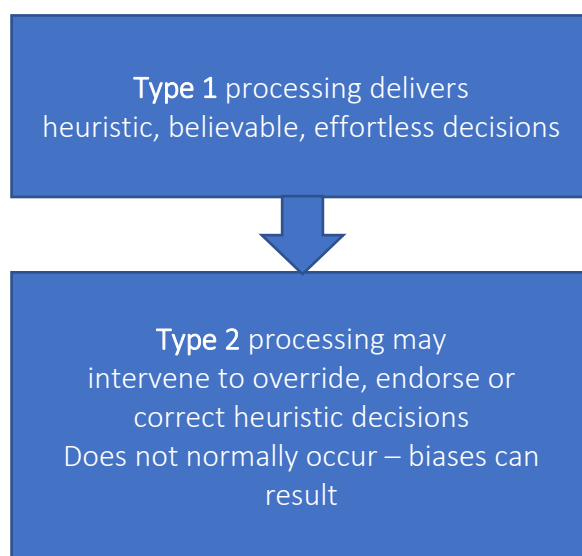 Type 1 processing delivers
heuristic, believable, effortless decisions
Type 2 processing may
intervene to override, endorse or
correct heuristic decisions
Does not normally occur – biases can
result